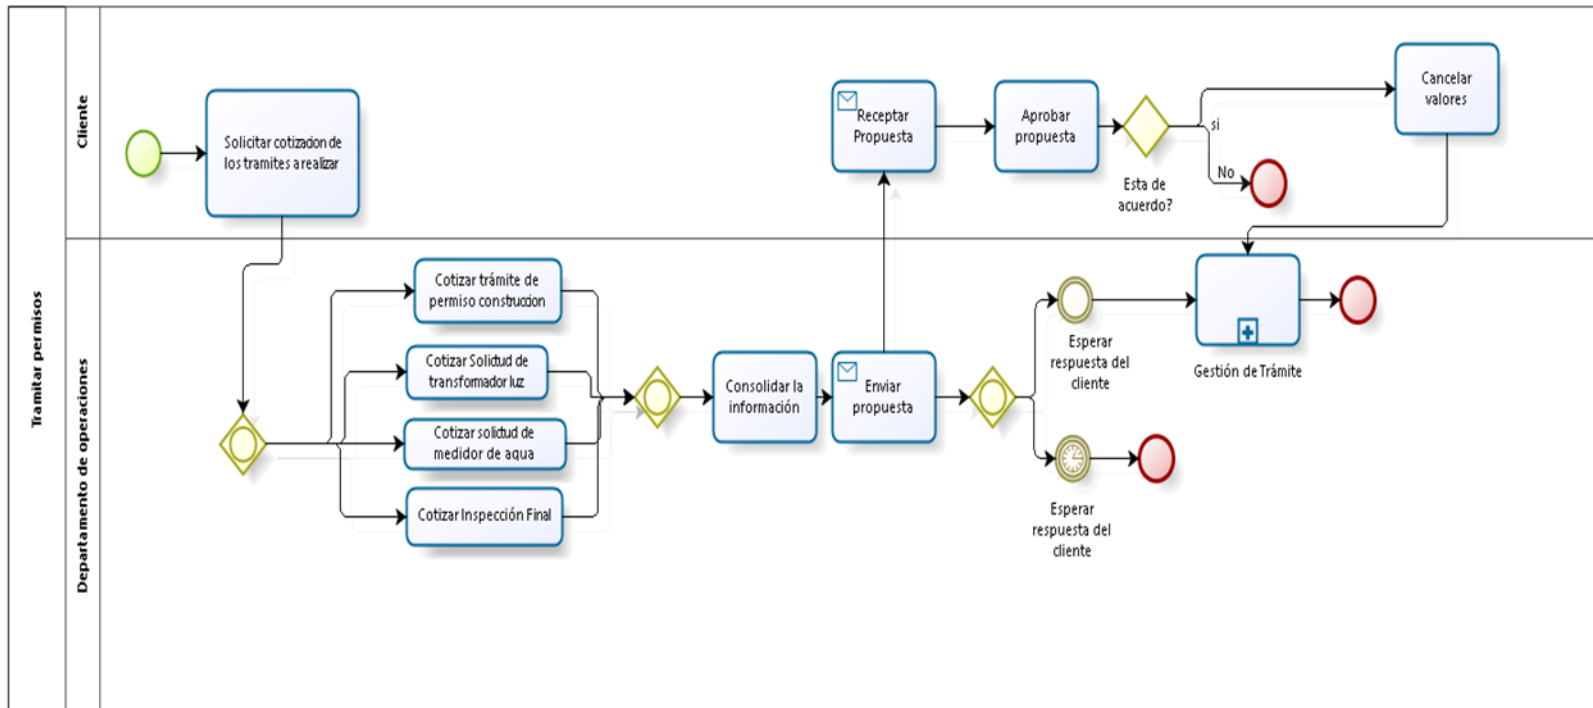 Tramitar permisos
Cliente
Departamento de operaciones
Solicitar cotizacion de
los tramites a realizar
Receptar
Propuesta
Aprobar
propuesta
Esta de
acuerdo?
si
No
Cancelar
valores
Cotizar trámite de
permiso construccion
Cotizar Solicitud de
transformador luz
Cotizar solicitud de
medidor de agua
Cotizar Inspección Final
Consolidar la
información
Enviar
propuesta
Esperar
respuesta del
cliente
Esperar
respuesta del
cliente
Gestión de Trámite